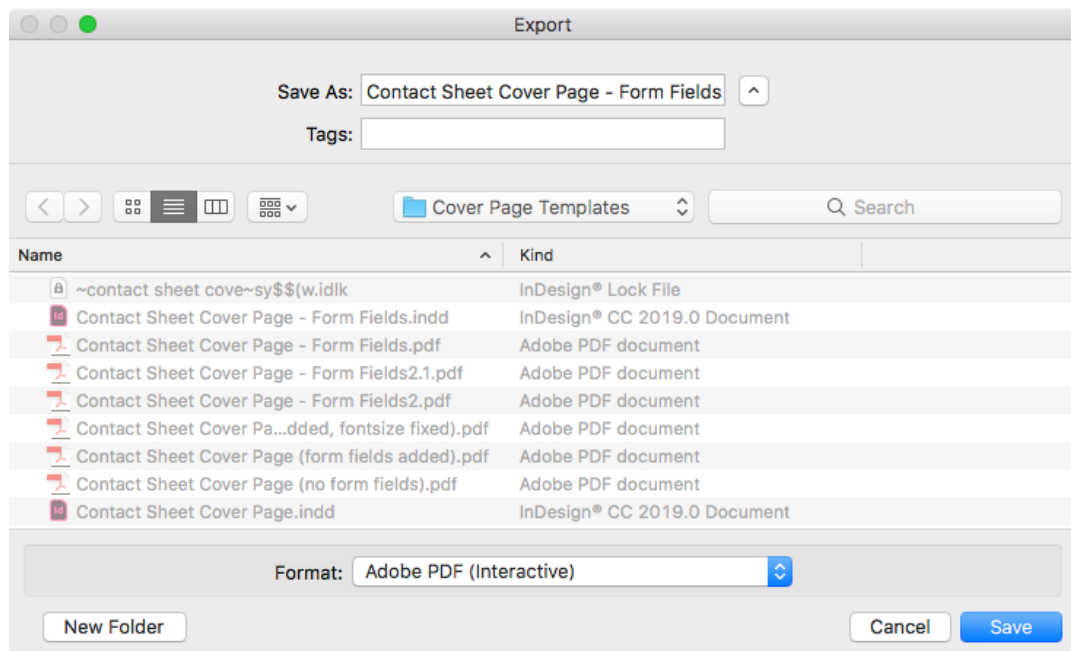 Export
Save As: Contact Sheet Cover Page - Form Fields
Tags:
Cover Page Templates
Search
Name Kind
~contact sheet cove~sy$$(w.idlk InDesign® Lock File
Contact Sheet Cover Page - Form Fields.indd InDesign® CC 2019.0 Document
Contact Sheet Cover Page - Form Fields.pdf Adobe PDF document
Contact Sheet Cover Page - Form Fields2.1.pdf Adobe PDF document
Contact Sheet Cover Page - Form Fields2.pdf Adobe PDF document
Contact Sheet Cover Pa...dded, fontsize fixed).pdf Adobe PDF document
Contact Sheet Cover Page (form fields added).pdf Adobe PDF document
Contact Sheet Cover Page (no form fields).pdf Adobe PDF document
Id Contact Sheet Cover Page.indd InDesign® CC 2019.0 Document
Format: Adobe PDF (Interactive)
New Folder Cancel Save